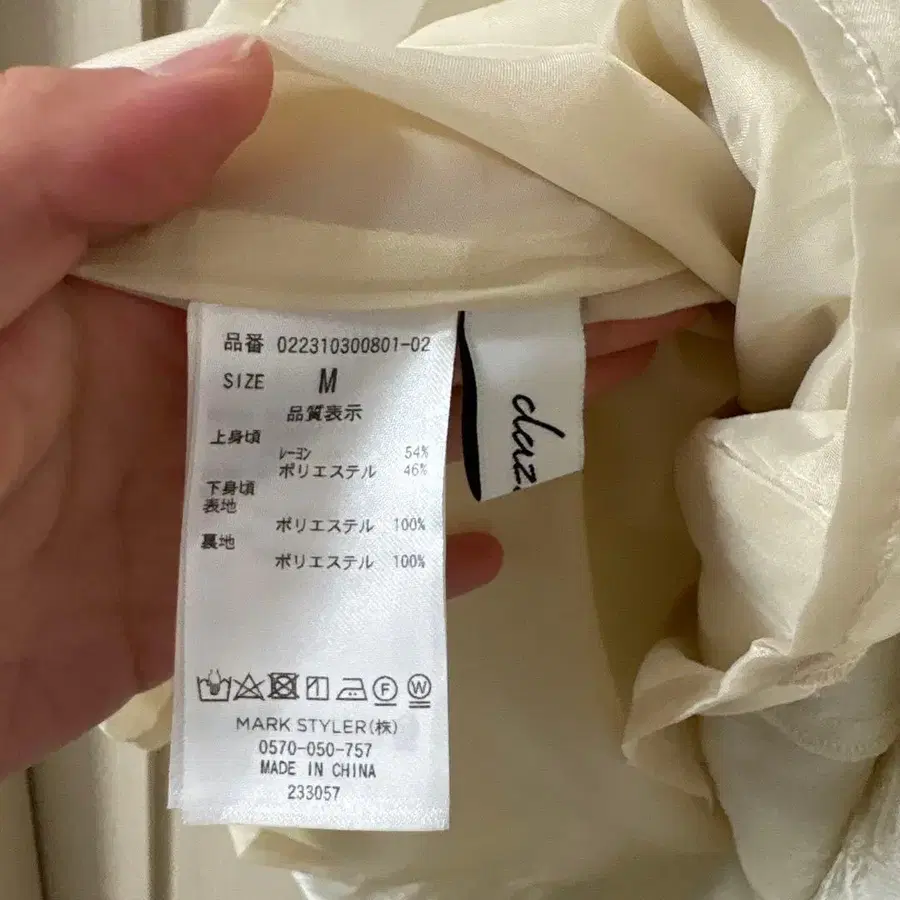 品番 022310300801-02
SIZE M
品質表示
上身頃
レーヨン 54%
ポリエステル 46%
下身頃
表地
ポリエステル 100%
裏地
ポリエステル 100%
MARK STYLER(株)
0570-050-757
MADE IN CHINA
233057
F W